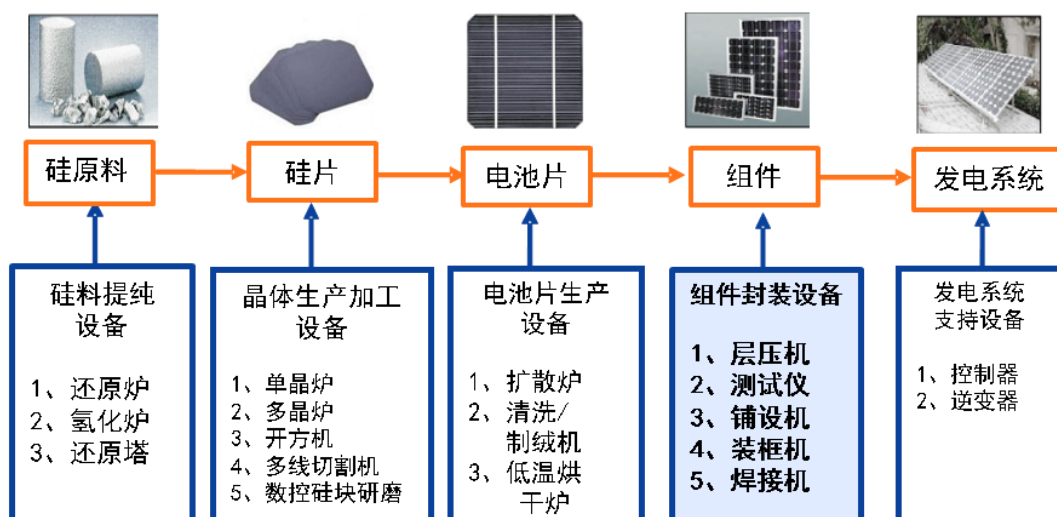 硅原料
硅片
电池片
组件
发电系统
硅料提纯
设备
1、还原炉
2、氢化炉
3、还原塔
晶体生产加工
设备
1、单晶炉
2、多晶炉
3、开方机
4、多线切割机
5、数控硅块研磨
电池片生产
设备
1、扩散炉
2、清洗/
制绒机
3、低温烘
干炉
组件封装设备
1、层压机
2、测试仪
3、铺设机
4、装框机
5、焊接机
发电系统
支持设备
1、控制器
2、逆变器